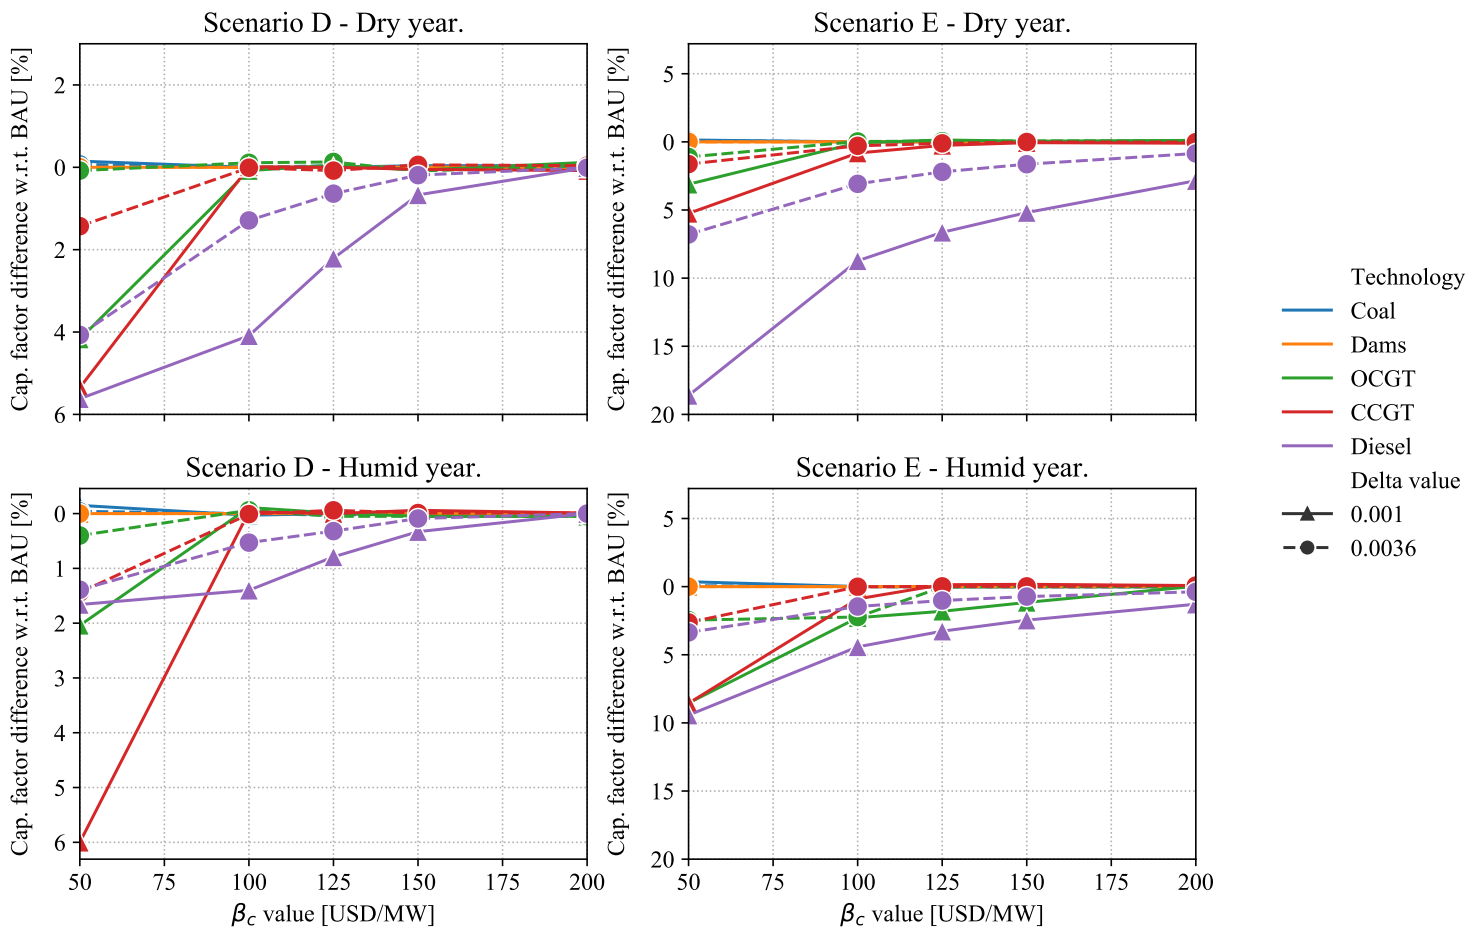 Scenario D - Dry year.
Cap. factor difference w.r.t. BAU [%]
2
0
2
4
6
Scenario E - Dry year.
Cap. factor difference w.r.t. BAU [%]
5
0
5
10
15
20
Scenario D - Humid year.
Cap. factor difference w.r.t. BAU [%]
0
1
2
3
4
5
6
50 75 100 125 150 175 200
βc value [USD/MW]
Scenario E - Humid year.
Cap. factor difference w.r.t. BAU [%]
5
0
5
10
15
20
50 75 100 125 150 175 200
βc value [USD/MW]
Technology
Coal
Dams
OCGT
CCGT
Diesel
Delta value
0.001
0.0036